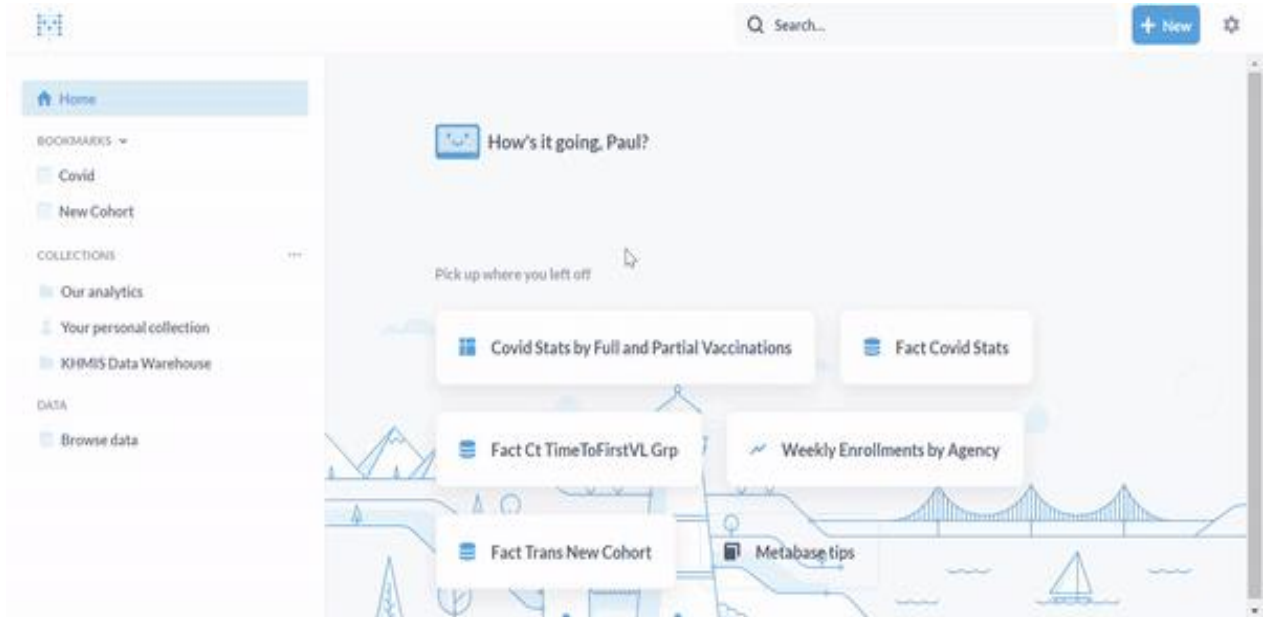 Search...
+ New
Home
BOOKMARKS
Covid
New Cohort
COLLECTIONS
...
Our analytics
Your personal collection
KHMIS Data Warehouse
DATA
Browse data
How's it going, Paul?
Pick up where you left off
Covid Stats by Full and Partial Vaccinations
Fact Covid Stats
Fact Ct TimeToFirstVL Grp
Weekly Enrollments by Agency
Fact Trans New Cohort
Metabase tips